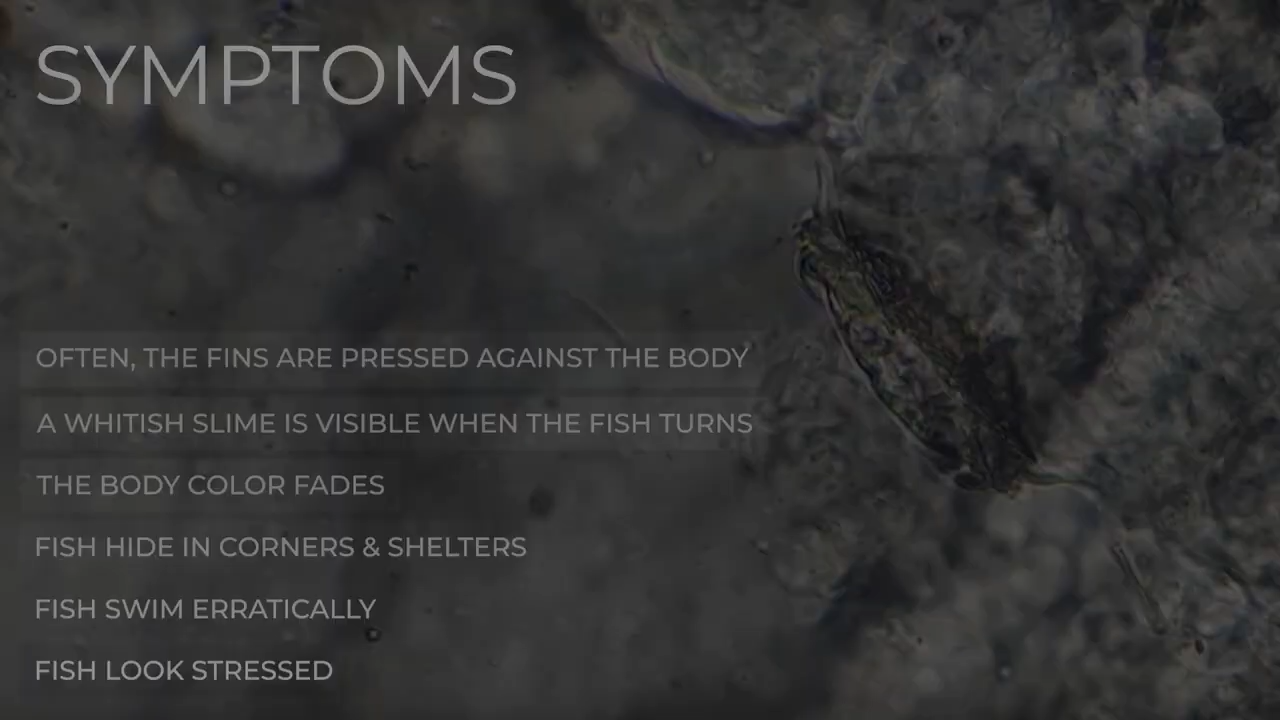 SYMPTOMS
OFTEN, THE FINS ARE PRESSED AGAINST THE BODY
A WHITISH SLIME IS VISIBLE WHEN THE FISH TURNS
THE BODY COLOR FADES
FISH HIDE IN CORNERS & SHELTERS
FISH SWIM ERRATICALLY
FISH LOOK STRESSED